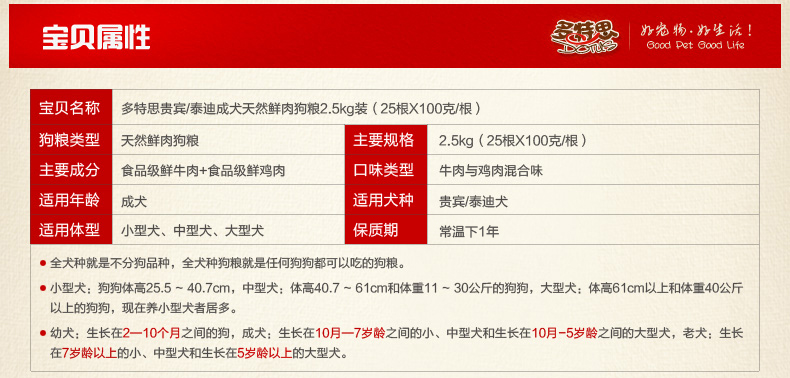 宝贝属性
多特思
DOTTES
好宠物·好生活！
Good Pet Good Life
宝贝名称 多特思贵宾/泰迪成犬天然鲜肉狗粮2.5kg装（25根X100克/根）
狗粮类型 天然鲜肉狗粮 主要规格 2.5kg（25根X100克/根）
主要成分 食品级鲜牛肉+食品级鲜鸡肉 口味类型 牛肉与鸡肉混合味
适用年龄 成犬 适用犬种 贵宾/泰迪犬
适用体型 小型犬、中型犬、大型犬 保质期 常温下1年
● 全犬种就是不分狗品种，全犬种狗粮就是任何狗狗都可以吃的狗粮。
● 小型犬；狗狗体高25.5 ~ 40.7cm，中型犬；体高40.7 ~ 61cm和体重11 ~ 30公斤的狗狗，大型犬；体高61cm以上和体重40公斤
以上的狗狗，现在养小型犬者居多。
● 幼犬；生长在2—10个月之间的狗，成犬；生长在10月—7岁龄之间的小、中型犬和生长在10月-5岁龄之间的大型犬，老犬；生长
在7岁龄以上的小、中型犬和生长在5岁龄以上的大型犬。